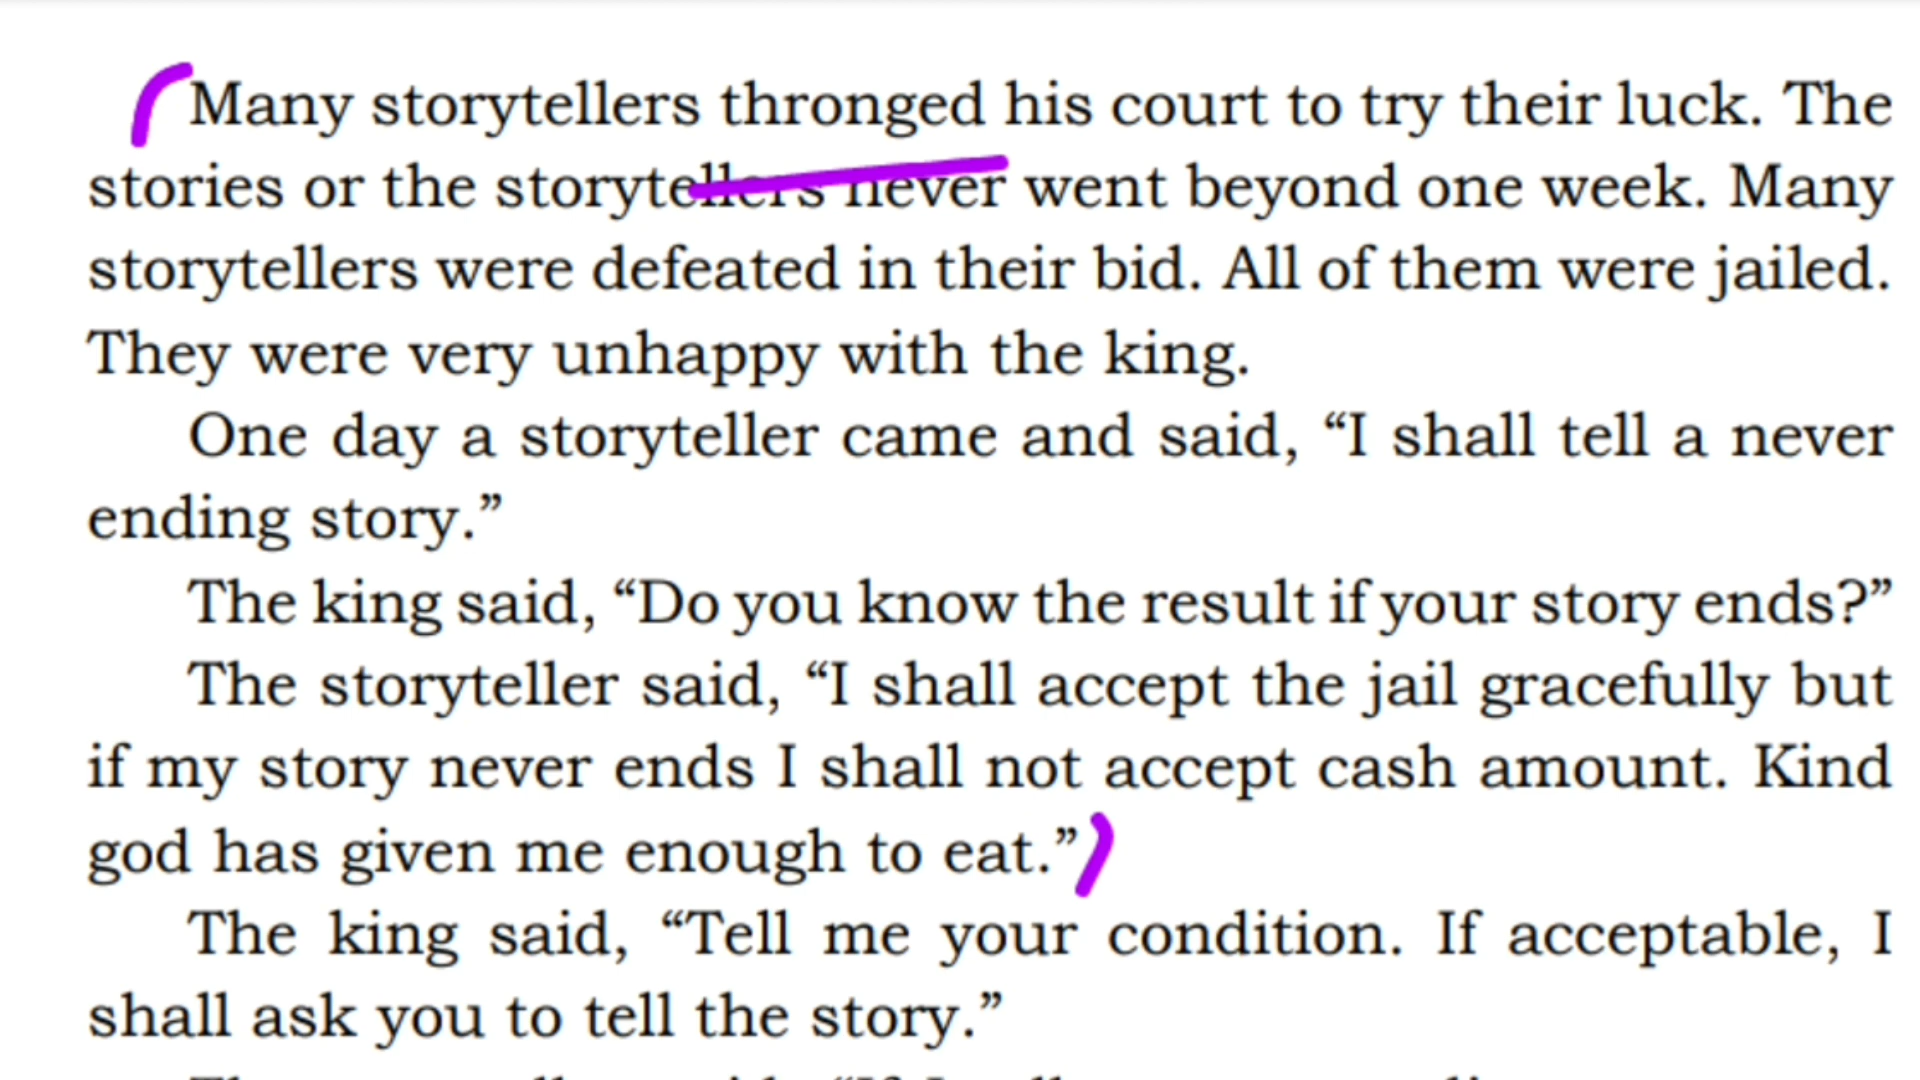 Many storytellers thronged his court to try their luck. The
stories or the storytellers never went beyond one week. Many
storytellers were defeated in their bid. All of them were jailed.
They were very unhappy with the king.
One day a storyteller came and said, “I shall tell a never
ending story.”
The king said, “Do you know the result if your story ends?”
The storyteller said, “I shall accept the jail gracefully but
if my story never ends I shall not accept cash amount. Kind
god has given me enough to eat.”
The king said, “Tell me your condition. If acceptable, I
shall ask you to tell the story.”